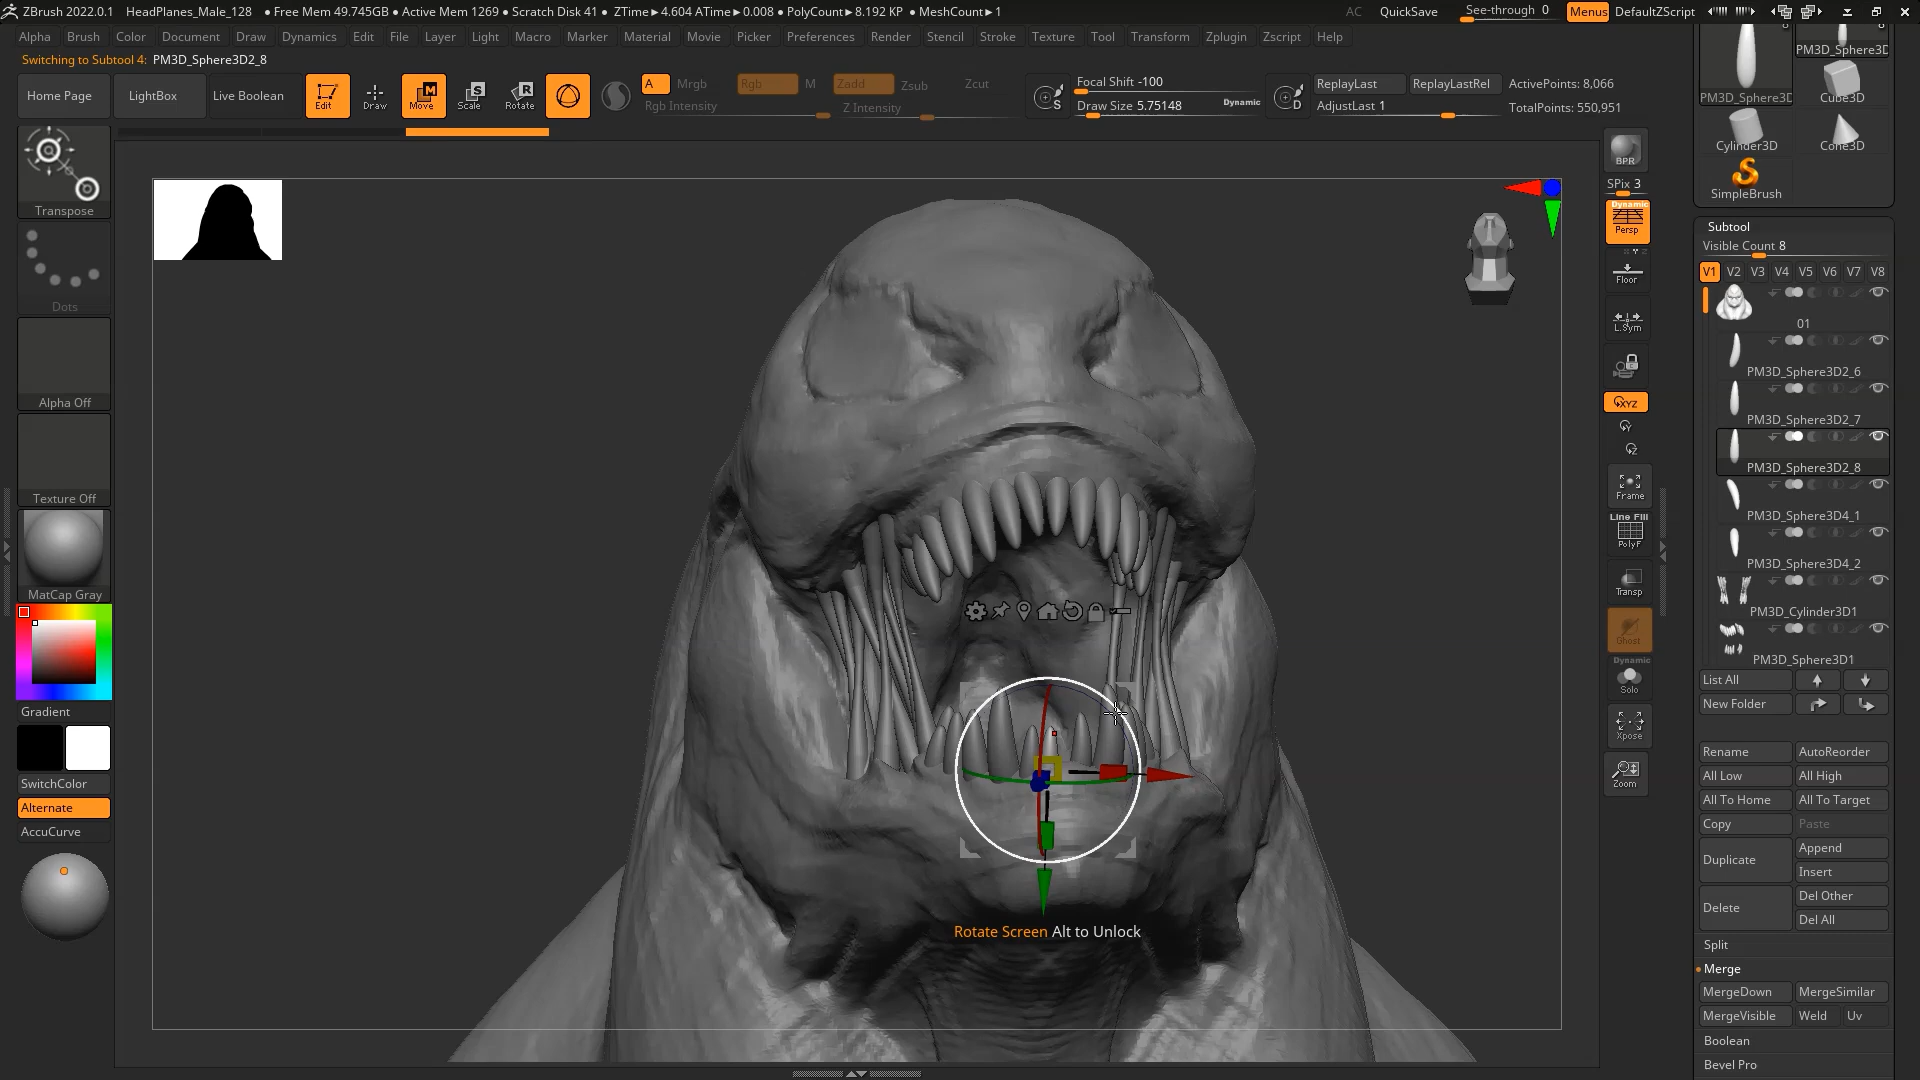 ZBrush 2022.0.1 HeadPlanes_Male_128 ● Free Mem 49.745GB ● Active Mem 1269 ● Scratch Disk 41 ● ZTime►4.604 ATime►0.008 ● PolyCount►8.192 KP ● MeshCount►1 AC QuickSave See-through 0 Menus DefaultZScript
Alpha Brush Color Document Draw Dynamics Edit File Layer Light Macro Marker Material Movie Picker Preferences Render Stencil Stroke Texture Tool Transform Zplugin Zscript Help
Switching to Subtool 4: PM3D_Sphere3D2_8
Home Page LightBox Live Boolean Edit Draw Move Scale Rotate
A Mrgb Rgb M Zadd Zsub Zcut
Rgb Intensity Z Intensity
Focal Shift -100
Draw Size 5.75148 Dynamic
S D
ReplayLast ReplayLastRel ActivePoints: 8,066
AdjustLast 1 TotalPoints: 550,951
Transpose
Dots
Alpha Off
Texture Off
MatCap Gray
Gradient
SwitchColor
Alternate
AccuCurve
Rotate Screen Alt to Unlock
BPR
SPix 3
Dynamic
Persp
Floor
L.Sym
XYZ
Y
Z
Frame
Line Fill
PolyF
Transp
Ghost
Dynamic
Solo
Xpose
Zoom
PM3D_Sphere3D
PM3D_Sphere3D
Cube3D
Cylinder3D Cone3D
SimpleBrush
Subtool
Visible Count 8
V1 V2 V3 V4 V5 V6 V7 V8
01
PM3D_Sphere3D2_6
PM3D_Sphere3D2_7
PM3D_Sphere3D2_8
PM3D_Sphere3D4_1
PM3D_Sphere3D4_2
PM3D_Cylinder3D1
PM3D_Sphere3D1
List All
New Folder
Rename AutoReorder
All Low All High
All To Home All To Target
Copy Paste
Duplicate Append
Insert
Delete Del Other
Del All
Split
Merge
MergeDown MergeSimilar
MergeVisible Weld Uv
Boolean
Bevel Pro